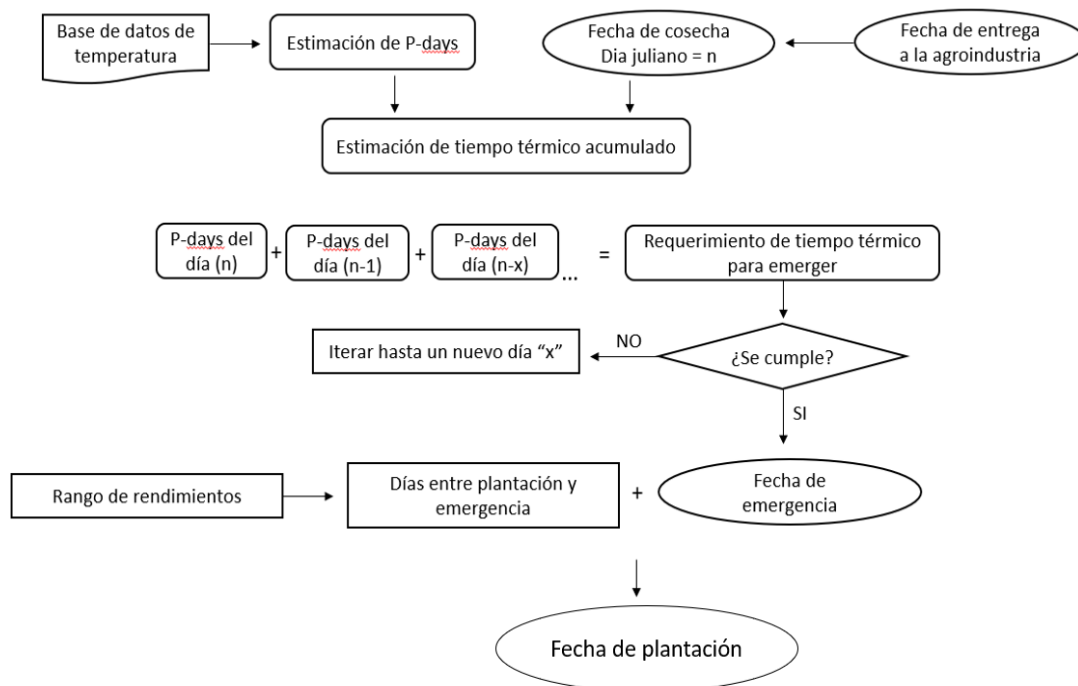 Base de datos de
temperatura
Estimación de P-days
Fecha de cosecha
Dia juliano = n
Fecha de entrega
a la agroindustria
Estimación de tiempo térmico acumulado
P-days del
día (n)
+
P-days del
día (n-1)
+
P-days del
día (n-x)
...
=
Requerimiento de tiempo térmico
para emerger
Iterar hasta un nuevo día “x”
NO
¿Se cumple?
SI
Rango de rendimientos
Días entre plantación y
emergencia
+
Fecha de
emergencia
Fecha de plantación